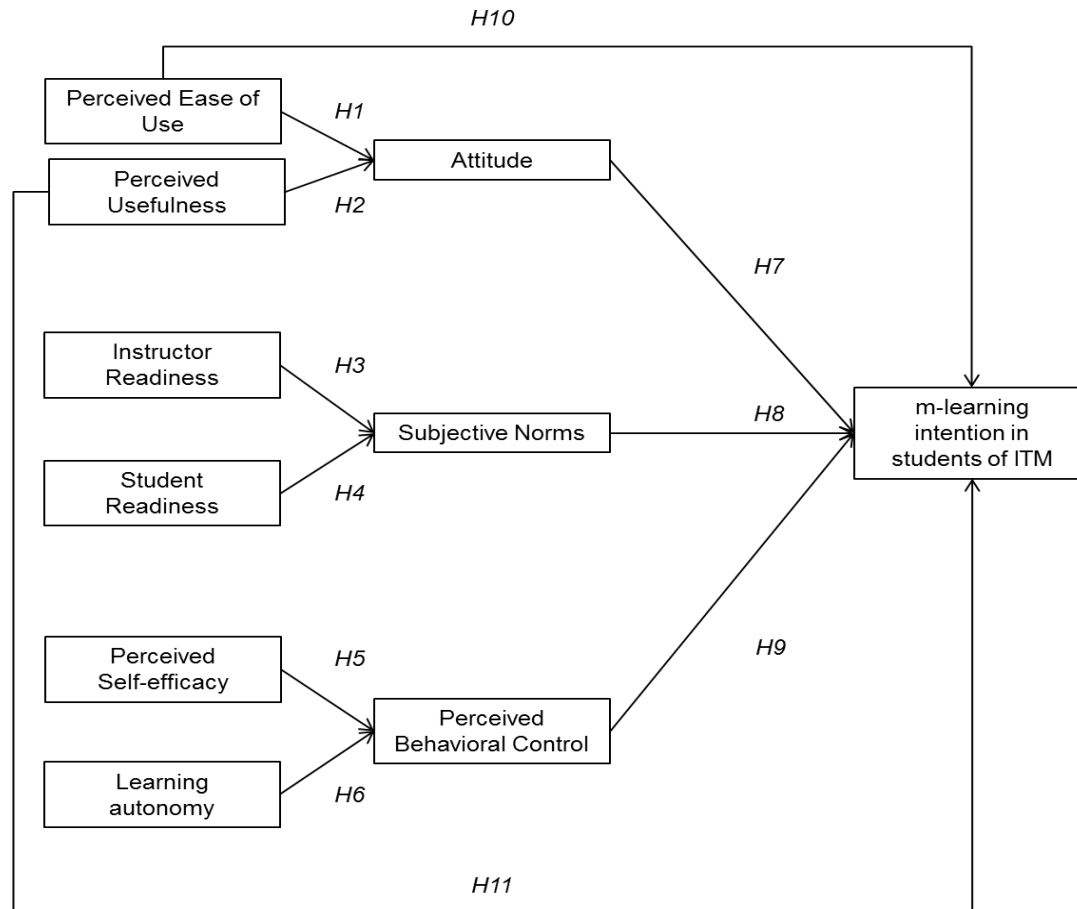 H10
Perceived Ease of
Use
H1
Attitude
Perceived
Usefulness
H2
H7
Instructor
Readiness
H3
Subjective Norms
H8
m-learning
intention in
students of ITM
Student
Readiness
H4
Perceived
Self-efficacy
H5
H9
Perceived
Behavioral Control
Learning
autonomy
H6
H11